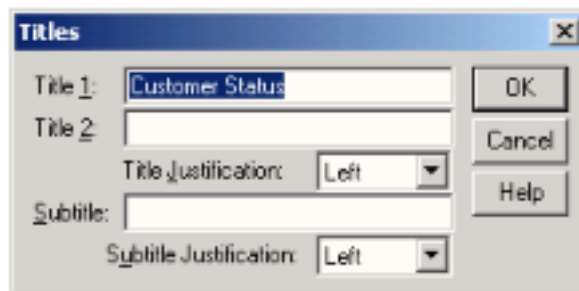 Titles
Title 1: Customer Status OK
Title 2: Cancel
Title Justification: Left
Help
Subtitle:
Subtitle Justification: Left